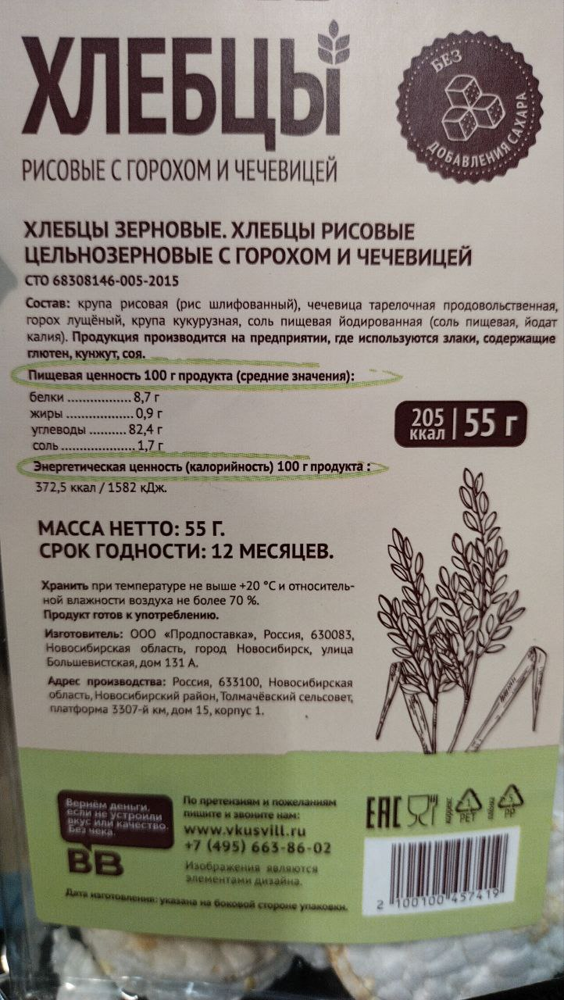 ХЛЕБЦЫ
РИСОВЫЕ С ГОРОХОМ И ЧЕЧЕВИЦЕЙ
БЕЗ
ДОБАВЛЕНИЯ САХАРА
ХЛЕБЦЫ ЗЕРНОВЫЕ. ХЛЕБЦЫ РИСОВЫЕ
ЦЕЛЬНОЗЕРНОВЫЕ С ГОРОХОМ И ЧЕЧЕВИЦЕЙ
СТО 68308146-005-2015
Состав: крупа рисовая (рис шлифованный), чечевица тарелочная продовольственная,
горох лущёный, крупа кукурузная, соль пищевая йодированная (соль пищевая, йодат
калия). Продукция производится на предприятии, где используются злаки, содержащие
глютен, кунжут, соя.
Пищевая ценность 100 г продукта (средние значения):
белки ................ 8,7 г
жиры ................. 0,9 г
углеводы .......... 82,4 г
соль ................... 1,7 г
205
ккал | 55 г
Энергетическая ценность (калорийность) 100 г продукта :
372,5 ккал / 1582 кДж.
МАССА НЕТТО: 55 Г.
СРОК ГОДНОСТИ: 12 МЕСЯЦЕВ.
Хранить при температуре не выше +20 °С и относитель-
ной влажности воздуха не более 70 %.
Продукт готов к употреблению.
Изготовитель: ООО «Продпоставка», Россия, 630083,
Новосибирская область, город Новосибирск, улица
Большевистская, дом 131 А.
Адрес производства: Россия, 633100, Новосибирская
область, Новосибирский район, Толмачёвский сельсовет,
платформа 3307-й км, дом 15, корпус 1.
Вернём деньги,
если не устроили
вкус или качество.
Без чека.
ВВ
По претензиям и пожеланиям
пишите и звоните нам:
www.vkusvill.ru
+7 (495) 663-86-02
Изображения являются
элементами дизайна.
Дата изготовления: указана на боковой стороне упаковки.
EAC
коррекс
1
PET
5
PP
2 100100 457419